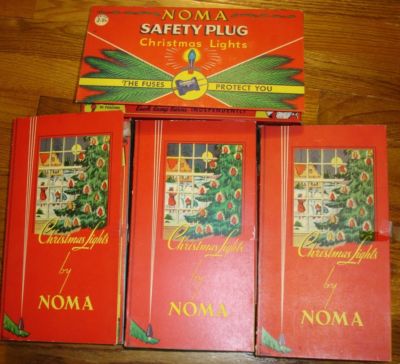 NOMA
SAFETY PLUG
Christmas Lights
THE FUSES PROTECT YOU
Each Lamp Burns INDEPENDENTLY
Christmas Lights
by
NOMA
Christmas Lights
by
NOMA
Christmas Lights
by
NOMA